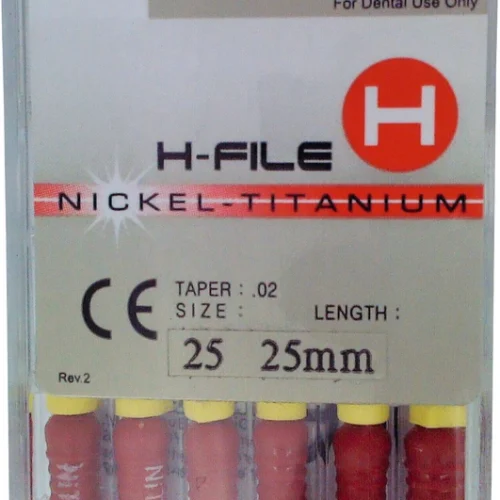 For Dental Use Only
H
H-FILE
NICKEL-TITANIUM
CE
TAPER : .02
SIZE : LENGTH :
25 25mm
Rev.2